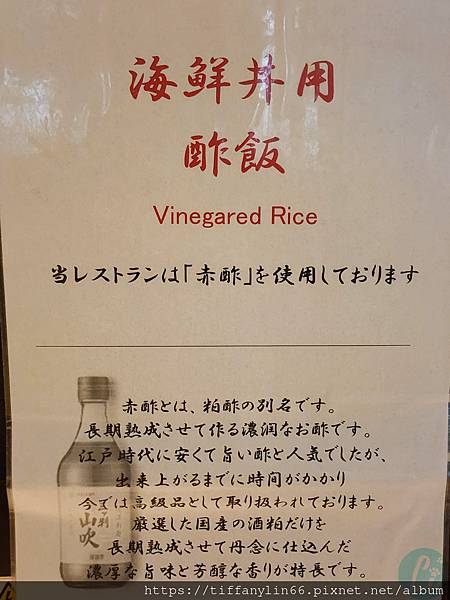 海鮮丼用
酢飯
Vinegared Rice
当レストランは「赤酢」を使用しております
赤酢とは、粕酢の別名です。
長期熟成させて作る濃潤なお酢です。
江戸時代に安くて旨い酢と人気でしたが、
出来上がるまでに時間がかかり
今では高級品として取り扱われております。
厳選した国産の酒粕だけを
長期熟成させて丹念に仕込んだ
濃厚な旨味と芳醇な香りが特長です。
山吹
https://tiffanylin66.pixnet.net/album